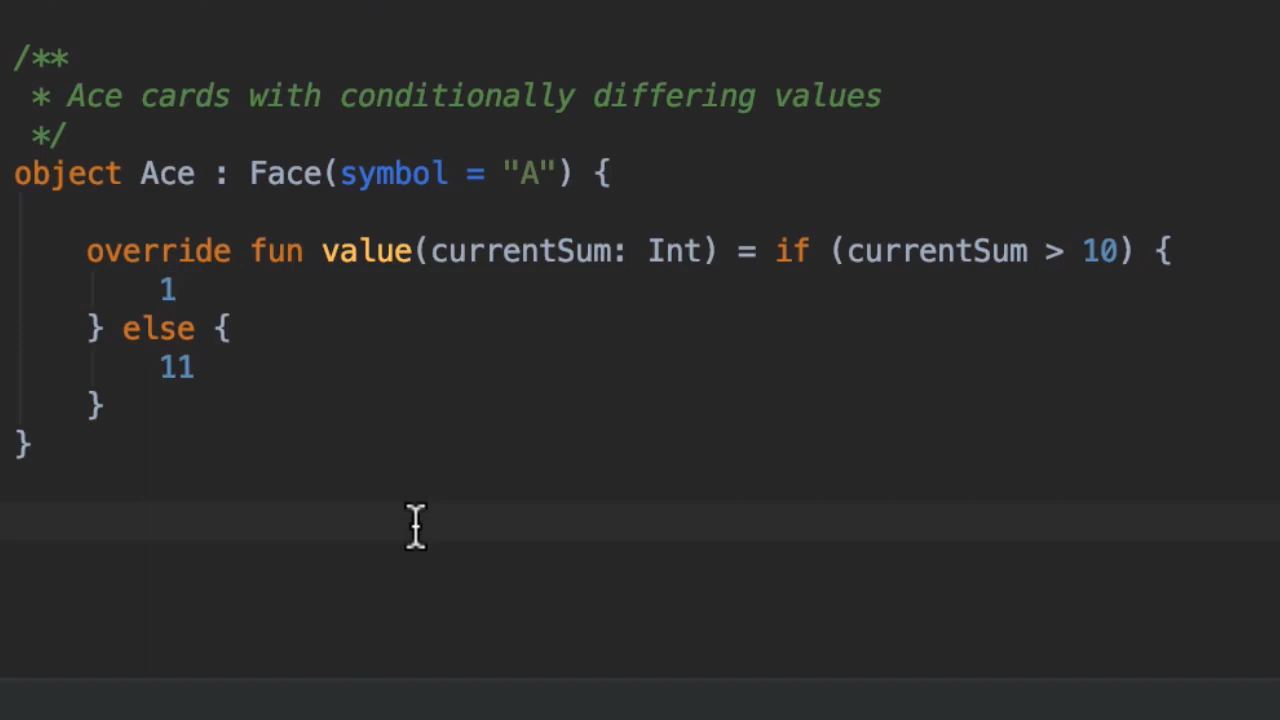 /**
 * Ace cards with conditionally differing values
 */
object Ace : Face(symbol = "A") {
    override fun value(currentSum: Int) = if (currentSum > 10) {
        1
    } else {
        11
    }
}